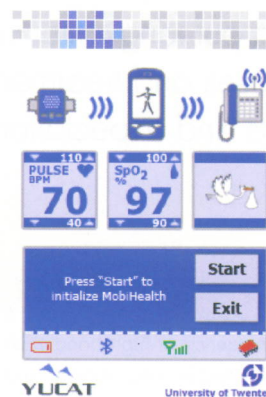 110
PULSE
BPM
70
40
100
SpO2
%
97
90
Press "Start" to
initialize MobiHealth
Start
Exit
YUCAT
University of Twente